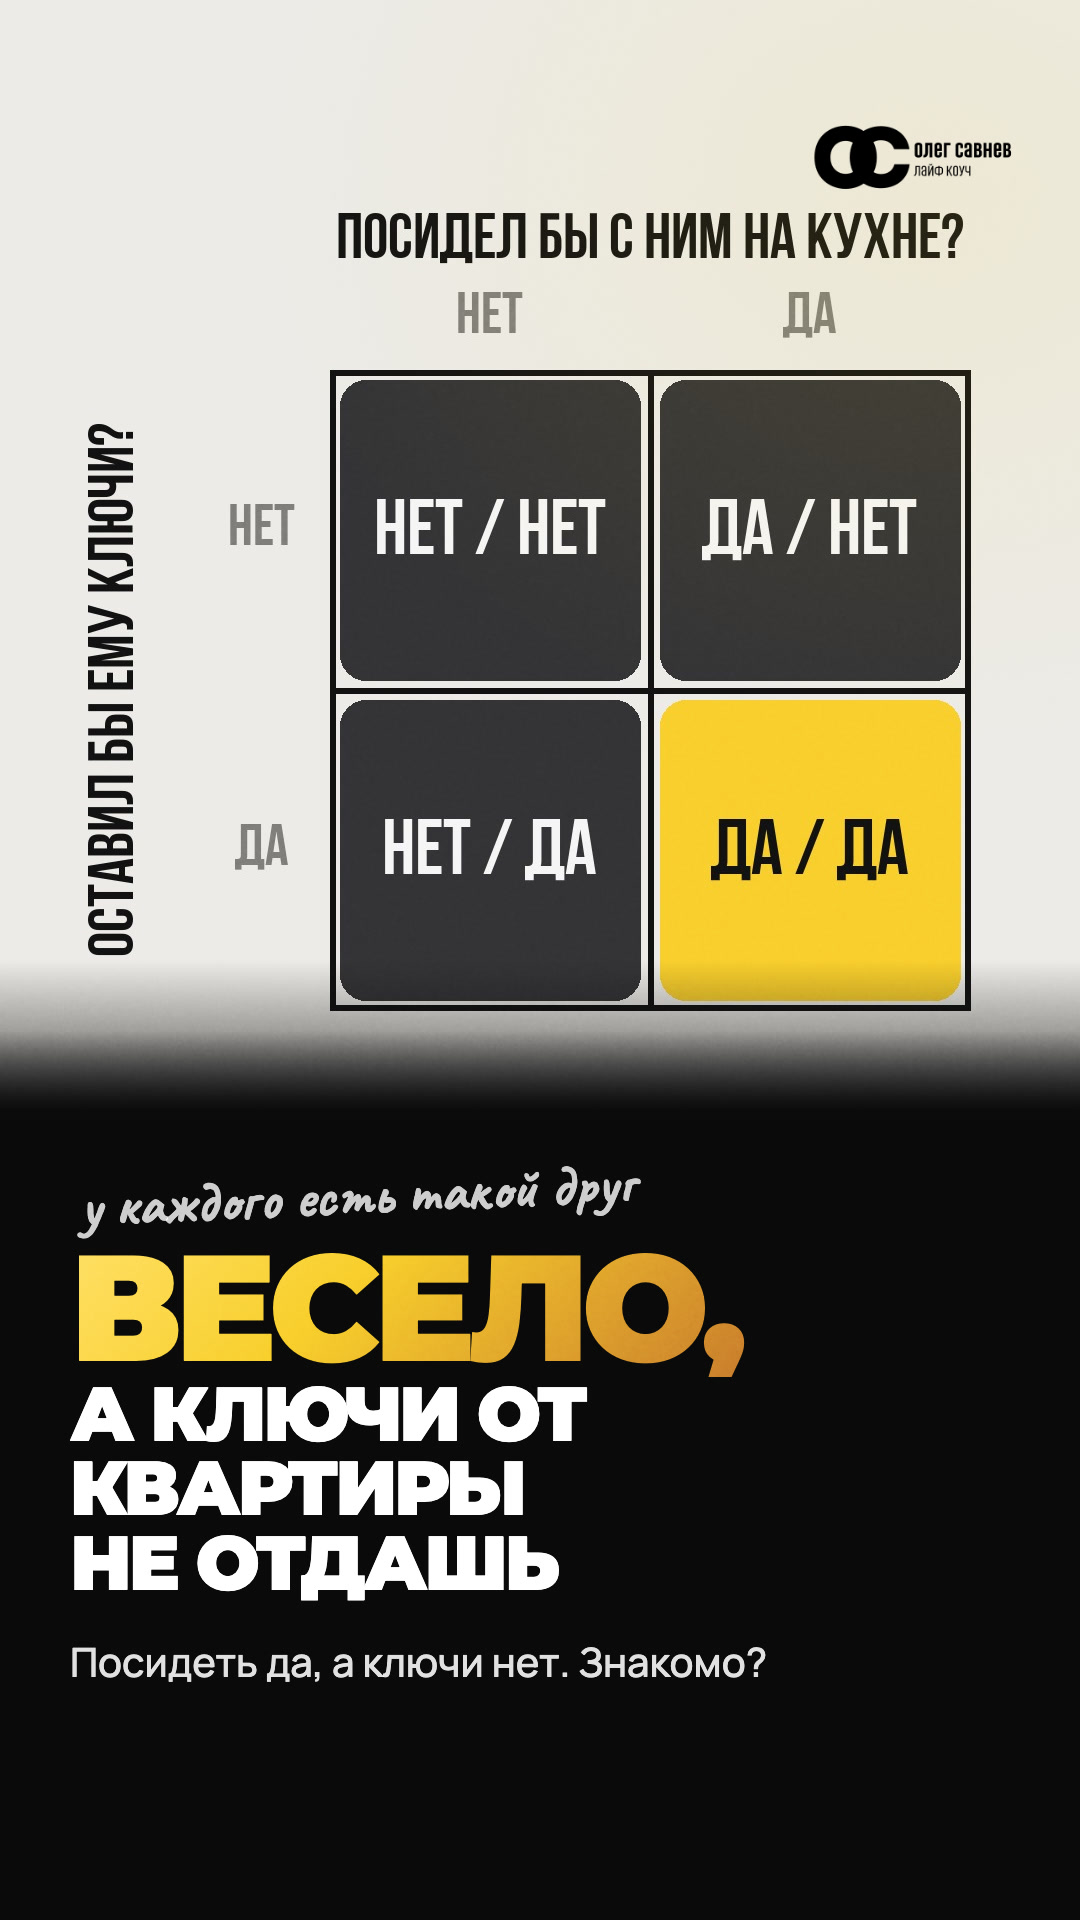 ОС
ОЛЕГ САВНЕВ
ЛАЙФ КОУЧ
ПОСИДЕЛ БЫ С НИМ НА КУХНЕ?
НЕТ ДА
ОСТАВИЛ БЫ ЕМУ КЛЮЧИ?
НЕТ
НЕТ / НЕТ ДА / НЕТ
ДА
НЕТ / ДА ДА / ДА
у каждого есть такой друг
ВЕСЕЛО,
А КЛЮЧИ ОТ
КВАРТИРЫ
НЕ ОТДАШЬ
Посидеть да, а ключи нет. Знакомо?